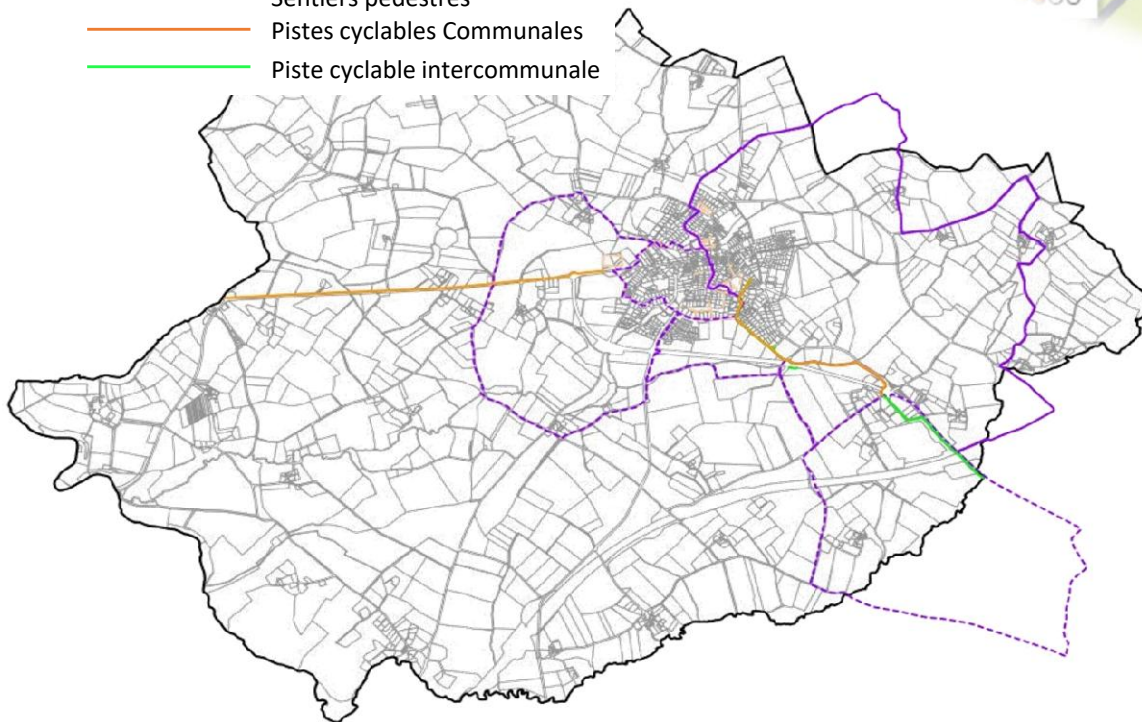 Sentiers pédestres
Pistes cyclables Communales
Piste cyclable intercommunale